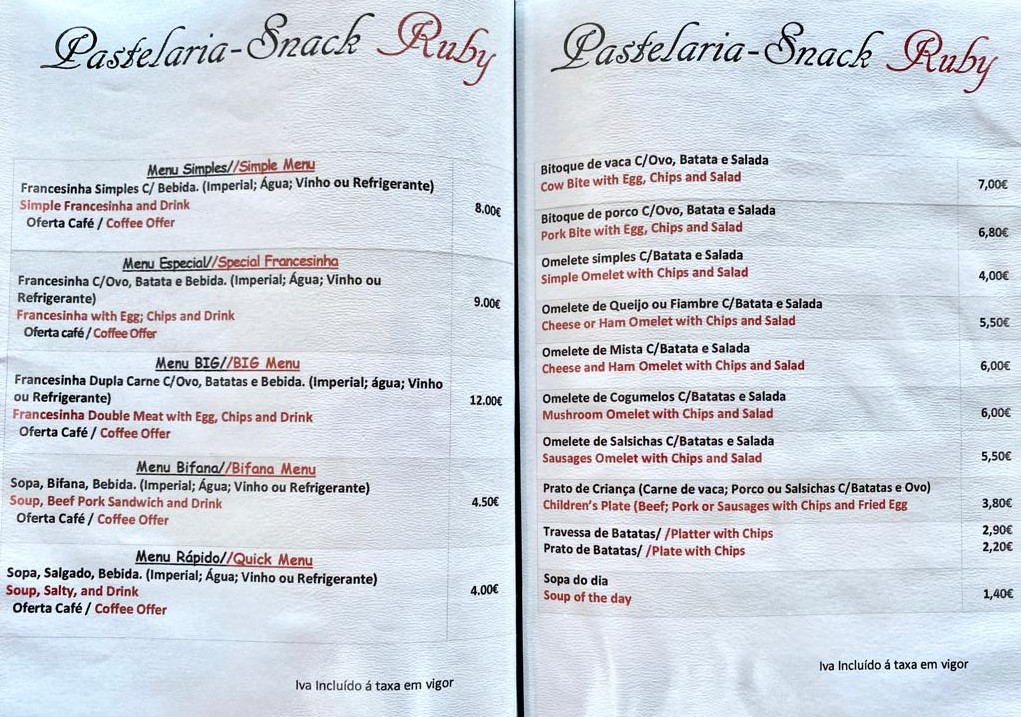 Pastelaria-Snack Ruby
Menu Simples//Simple Menu
Francesinha Simples C/ Bebida. (Imperial; Água; Vinho ou Refrigerante)
Simple Francesinha and Drink
Oferta Café / Coffee Offer
8.00€
Menu Especial//Special Francesinha
Francesinha C/Ovo, Batata e Bebida. (Imperial; Água; Vinho ou
Refrigerante)
Francesinha with Egg; Chips and Drink
Oferta café/ Coffee Offer
9.00€
Menu BIG//BIG Menu
Francesinha Dupla Carne C/Ovo, Batatas e Bebida. (Imperial; água; Vinho
ou Refrigerante)
Francesinha Double Meat with Egg, Chips and Drink
Oferta Café / Coffee Offer
12.00€
Menu Bifana//Bifana Menu
Sopa, Bifana, Bebida. (Imperial; Água; Vinho ou Refrigerante)
Soup, Beef Pork Sandwich and Drink
Oferta Café / Coffee Offer
4.50€
Menu Rápido//Quick Menu
Sopa, Salgado, Bebida. (Imperial; Água; Vinho ou Refrigerante)
Soup, Salty, and Drink
Oferta Café / Coffee Offer
4.00€
Iva Incluído á taxa em vigor
Pastelaria-Snack Ruby
Bitoque de vaca C/Ovo, Batata e Salada
Cow Bite with Egg, Chips and Salad
7,00€
Bitoque de porco C/Ovo, Batata e Salada
Pork Bite with Egg, Chips and Salad
6,80€
Omelete simples C/Batata e Salada
Simple Omelet with Chips and Salad
4,00€
Omelete de Queijo ou Fiambre C/Batata e Salada
Cheese or Ham Omelet with Chips and Salad
5,50€
Omelete de Mista C/Batata e Salada
Cheese and Ham Omelet with Chips and Salad
6,00€
Omelete de Cogumelos C/Batatas e Salada
Mushroom Omelet with Chips and Salad
6,00€
Omelete de Salsichas C/Batatas e Salada
Sausages Omelet with Chips and Salad
5,50€
Prato de Criança (Carne de vaca; Porco ou Salsichas C/Batatas e Ovo)
Children's Plate (Beef; Pork or Sausages with Chips and Fried Egg
3,80€
Travessa de Batatas/ /Platter with Chips 2,90€
Prato de Batatas/ /Plate with Chips 2,20€
Sopa do dia
Soup of the day
1,40€
Iva Incluído á taxa em vigor